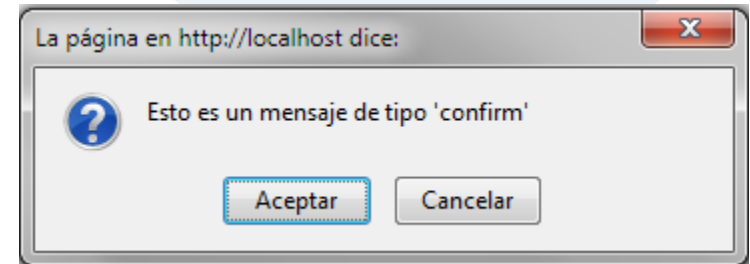 La página en http://localhost dice:
Esto es un mensaje de tipo 'confirm'
Aceptar Cancelar